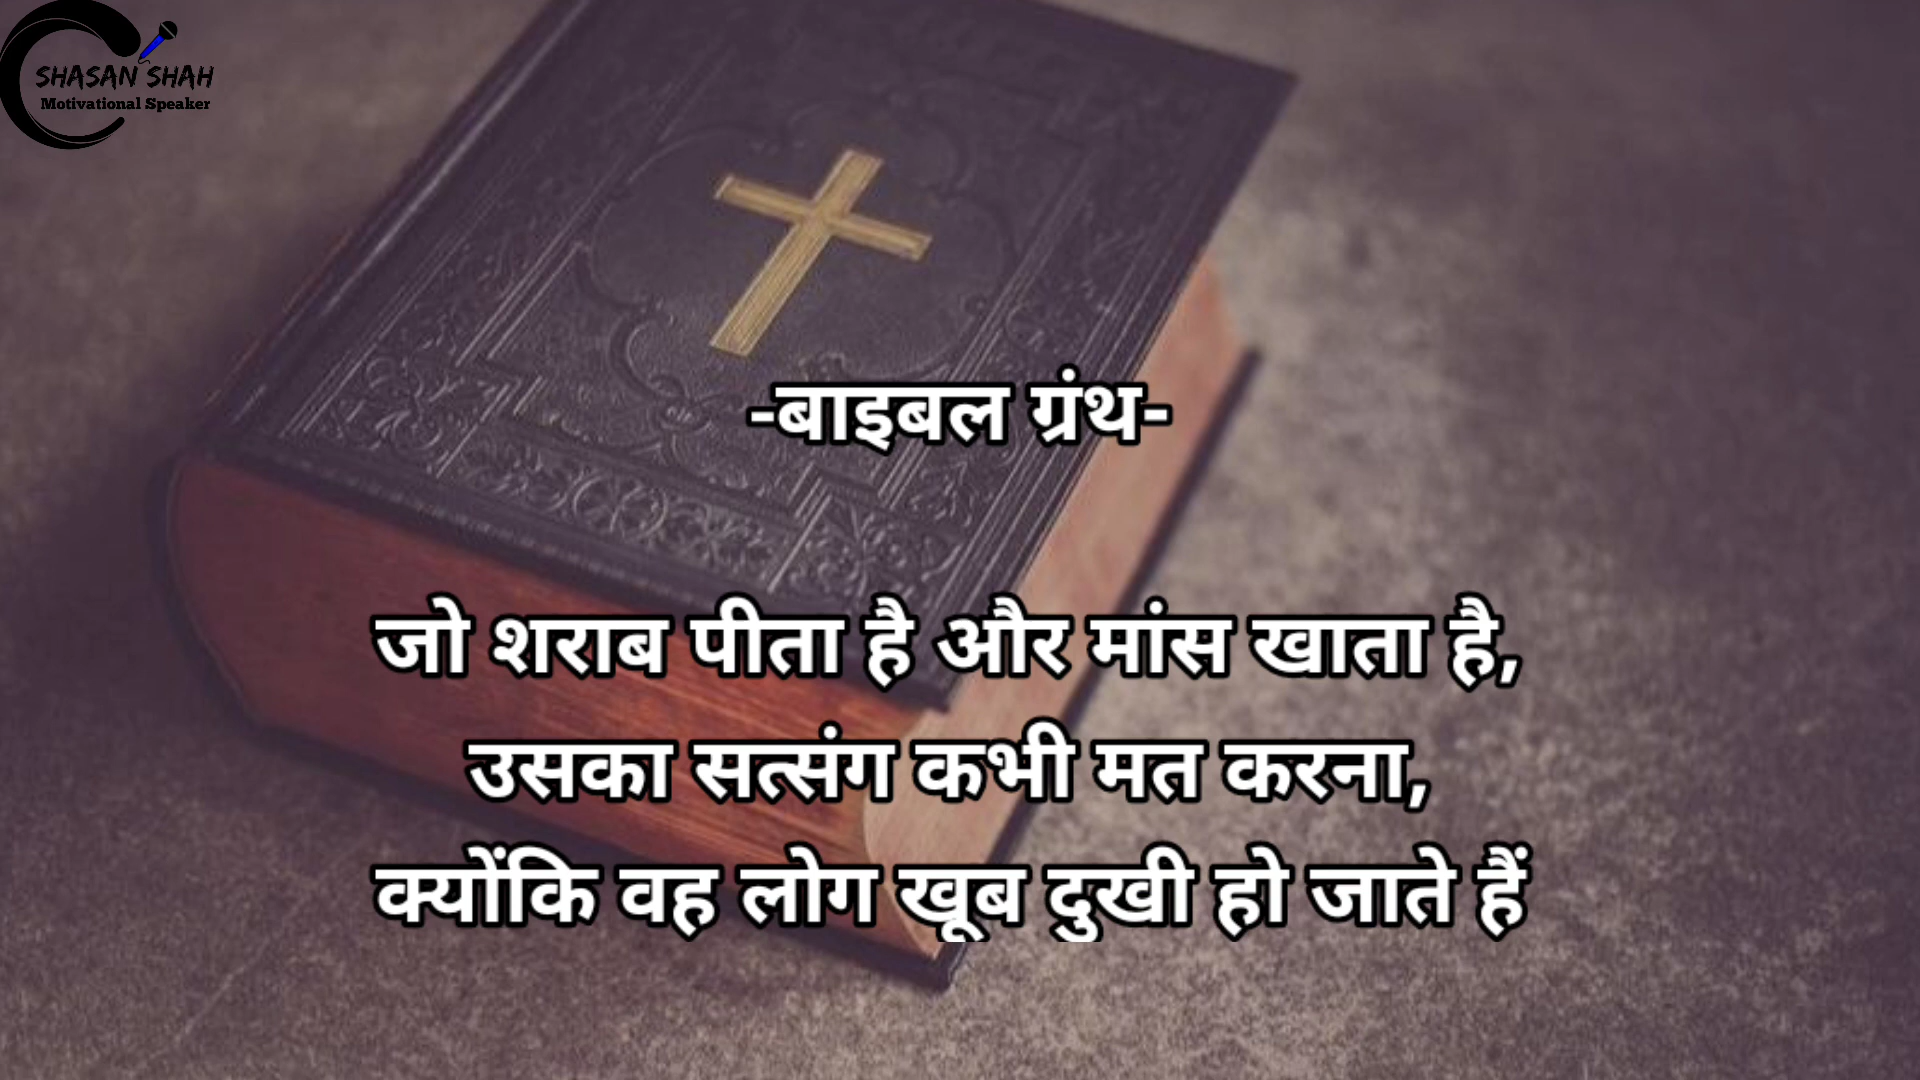 SHASAN SHAH
Motivational Speaker
-बाइबल ग्रंथ-
जो शराब पीता है और मांस खाता है,
उसका सत्संग कभी मत करना,
क्योंकि वह लोग खूब दुखी हो जाते हैं